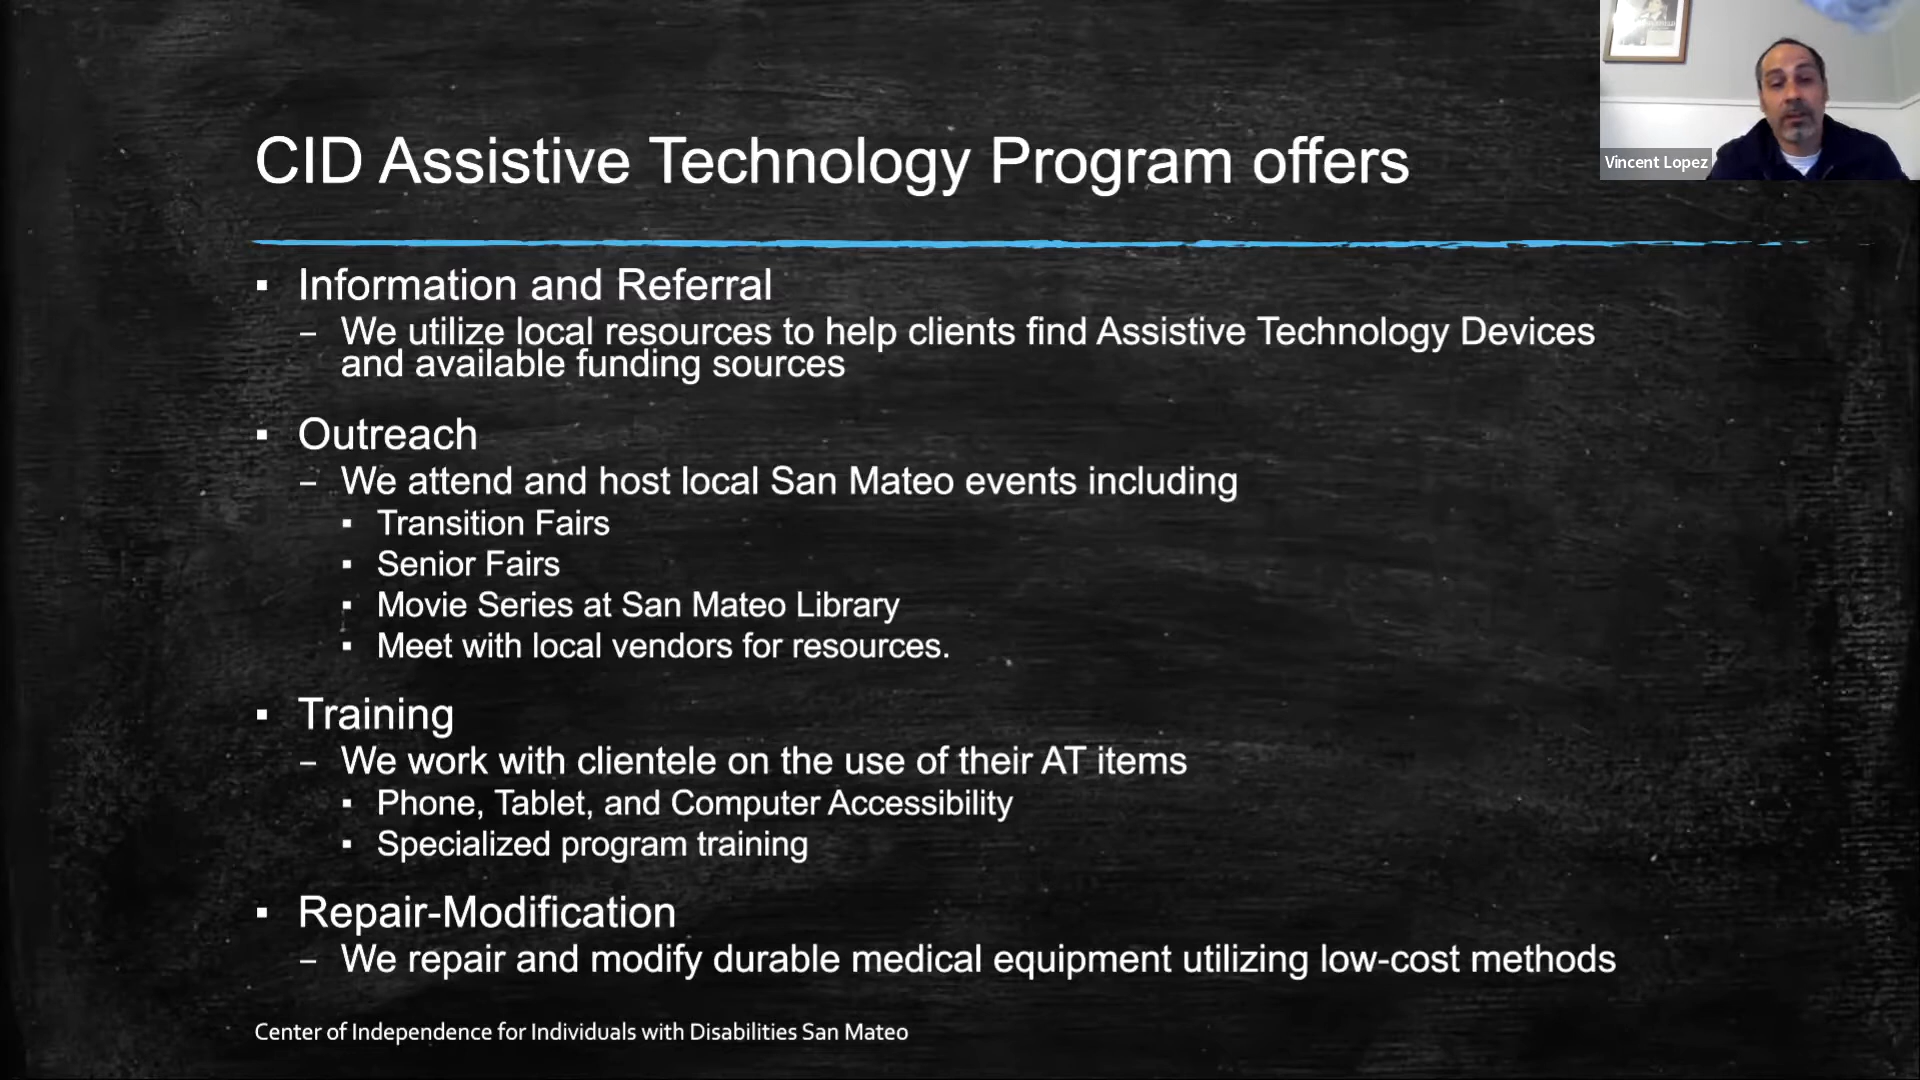 CID Assistive Technology Program offers
Vincent Lopez
▪ Information and Referral
– We utilize local resources to help clients find Assistive Technology Devices
and available funding sources
▪ Outreach
– We attend and host local San Mateo events including
▪ Transition Fairs
▪ Senior Fairs
▪ Movie Series at San Mateo Library
▪ Meet with local vendors for resources.
▪ Training
– We work with clientele on the use of their AT items
▪ Phone, Tablet, and Computer Accessibility
▪ Specialized program training
▪ Repair-Modification
– We repair and modify durable medical equipment utilizing low-cost methods
Center of Independence for Individuals with Disabilities San Mateo